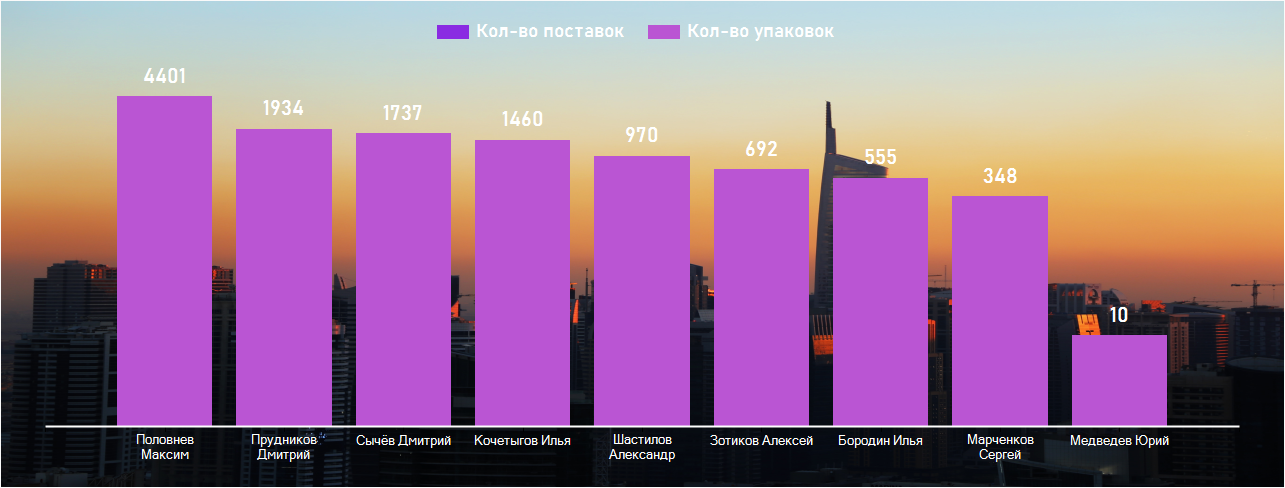 Кол-во поставок Кол-во упаковок
4401
1934
1737
1460
970
692
555
348
10
Половнев
Максим
Прудников
Дмитрий
Сычёв Дмитрий
Кочетыгов Илья
Шастилов
Александр
Зотиков Алексей
Бородин Илья
Марченков
Сергей
Медведев Юрий